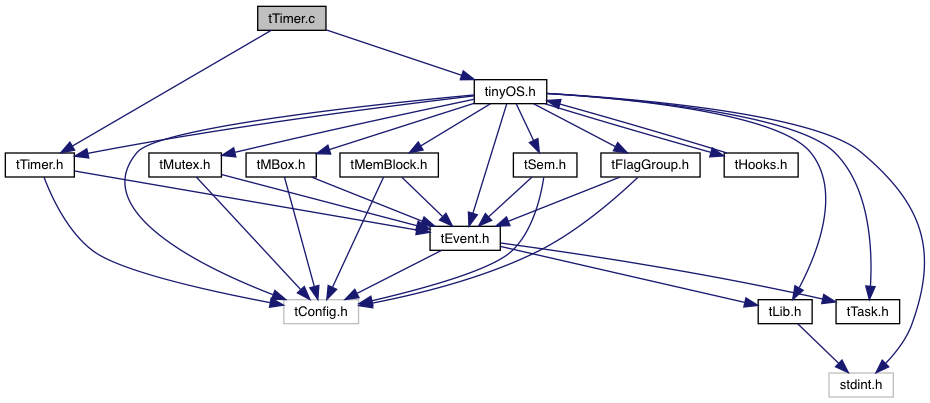 tTimer.c
tinyOS.h
tTimer.h
tMutex.h
tMBox.h
tMemBlock.h
tSem.h
tFlagGroup.h
tHooks.h
tEvent.h
tConfig.h
tLib.h
tTask.h
stdint.h